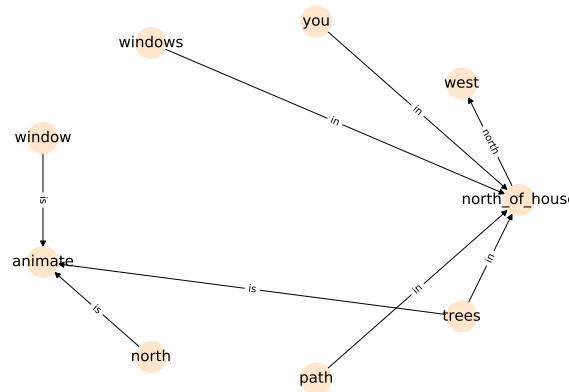 you
windows
west
in
in
north
window
is
north_of_house
animate
is
in
in
is
trees
north
path